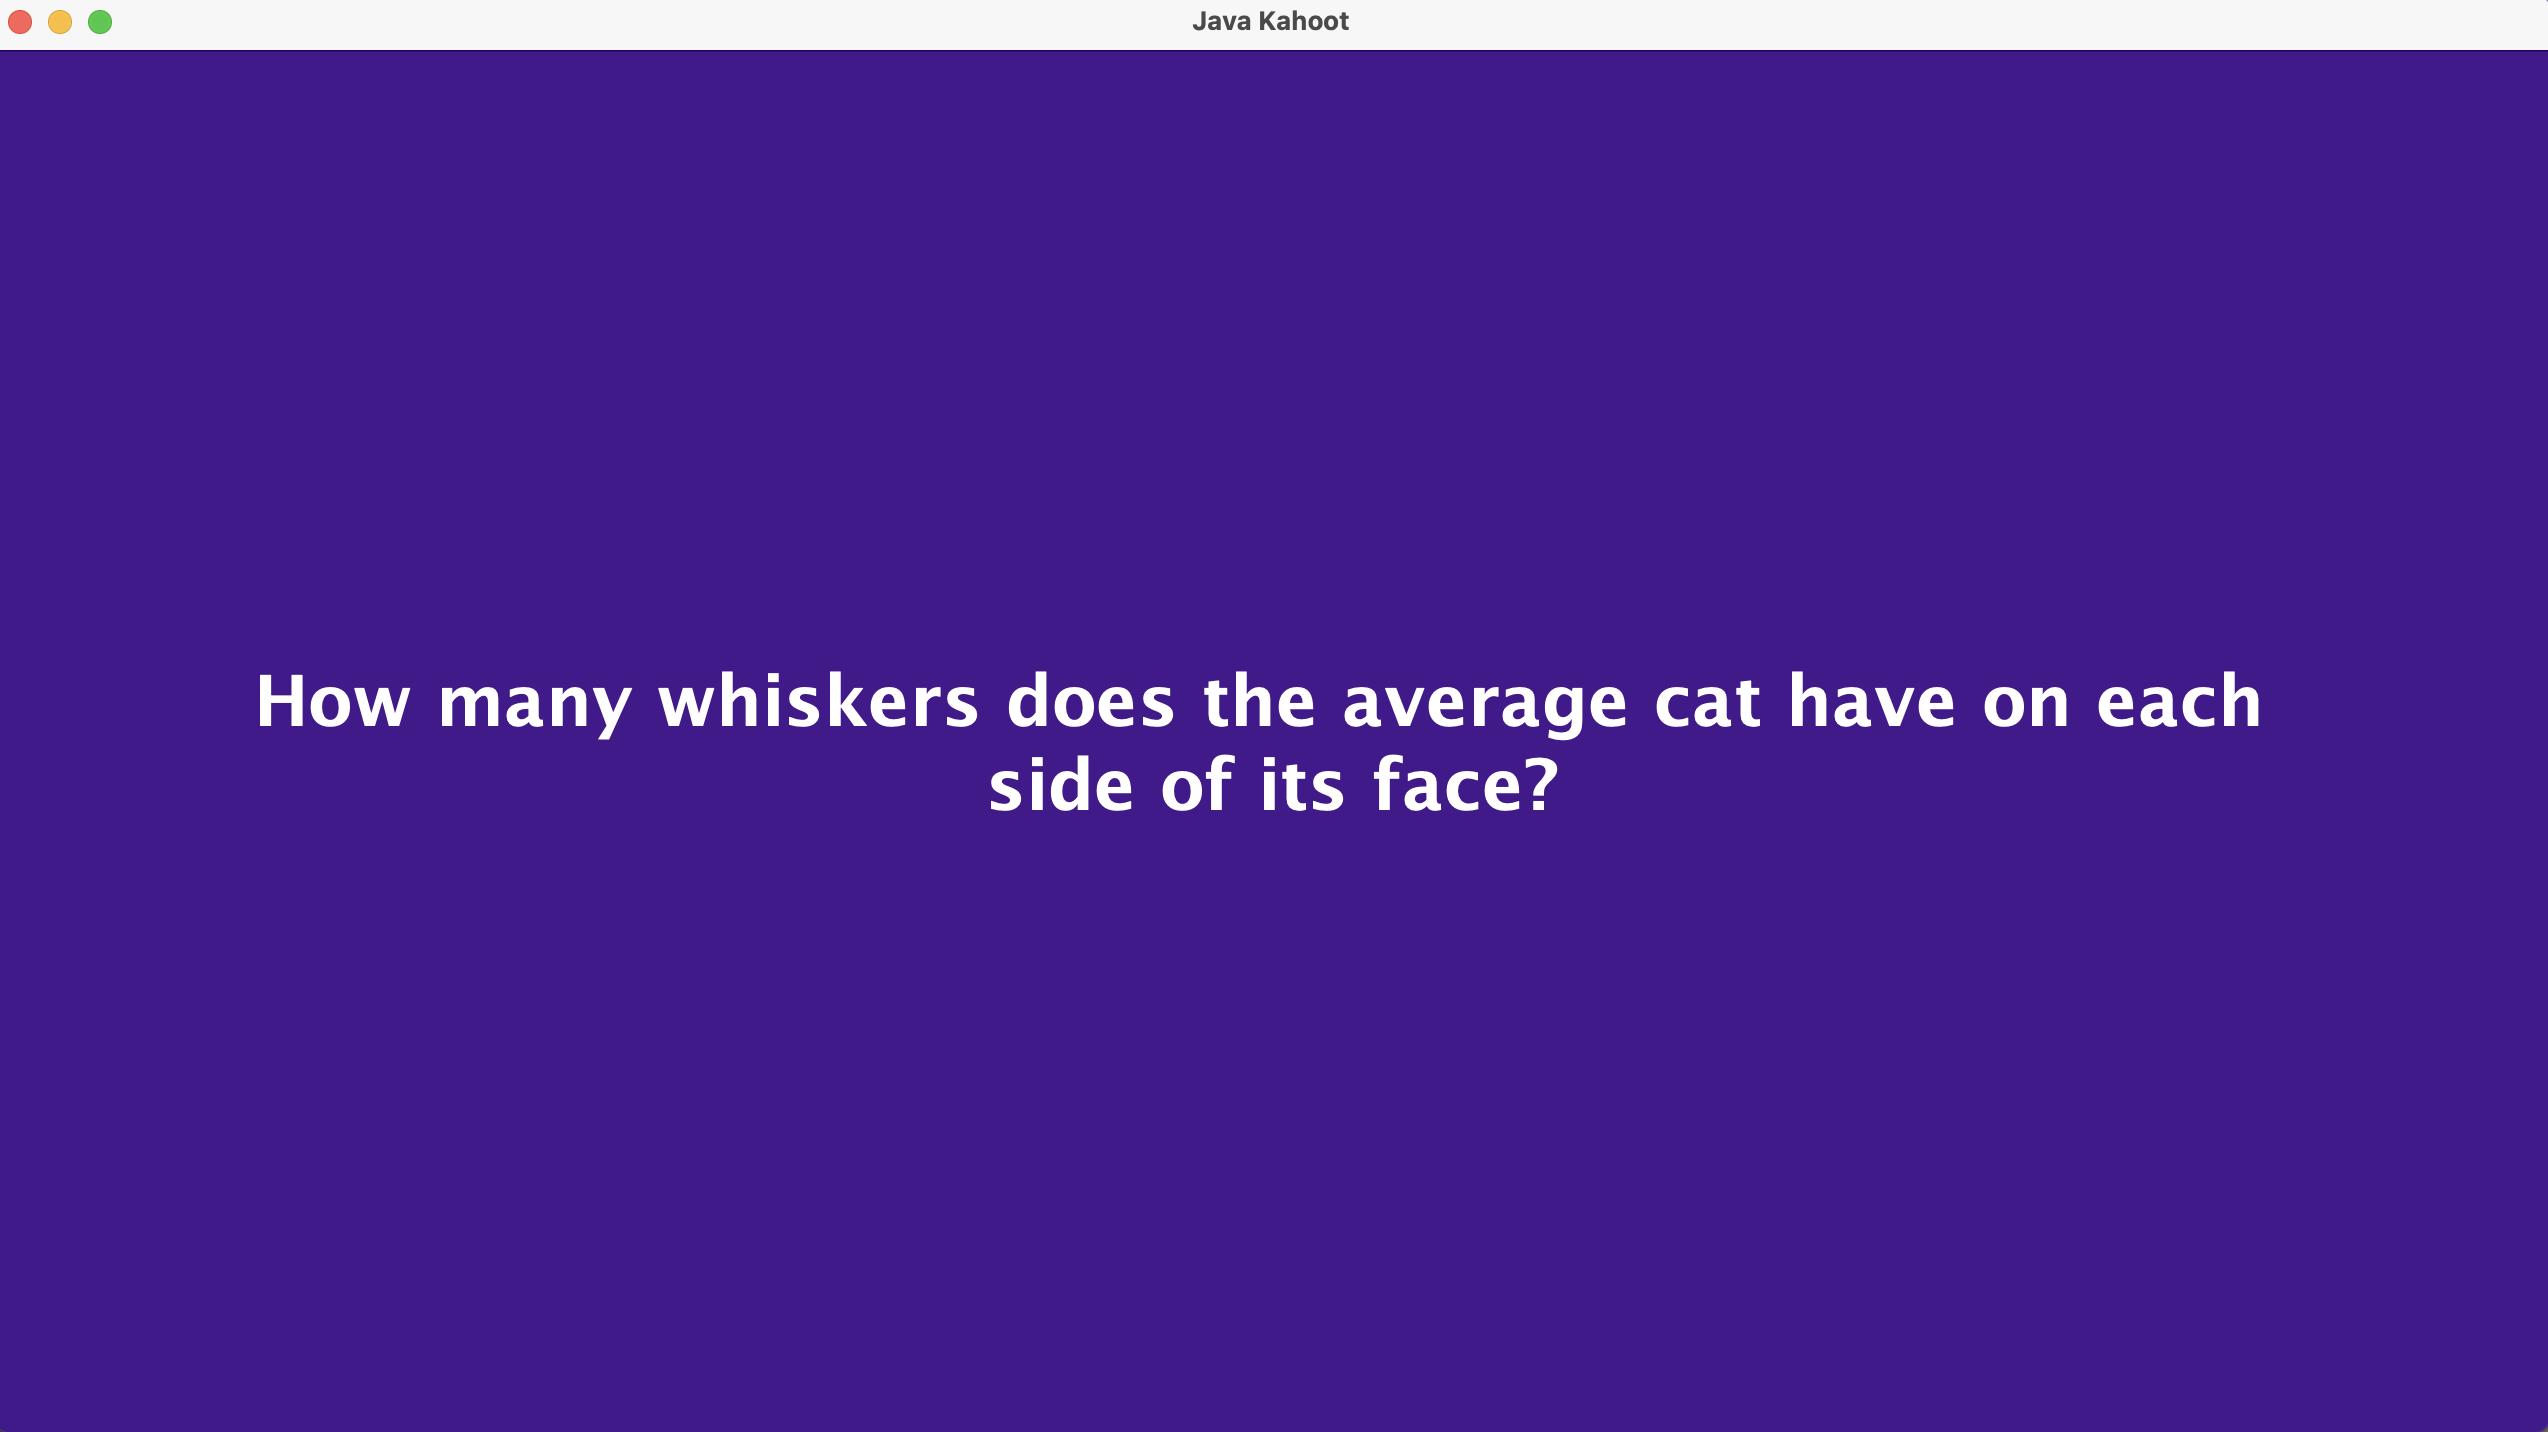 Java Kahoot
How many whiskers does the average cat have on each
side of its face?